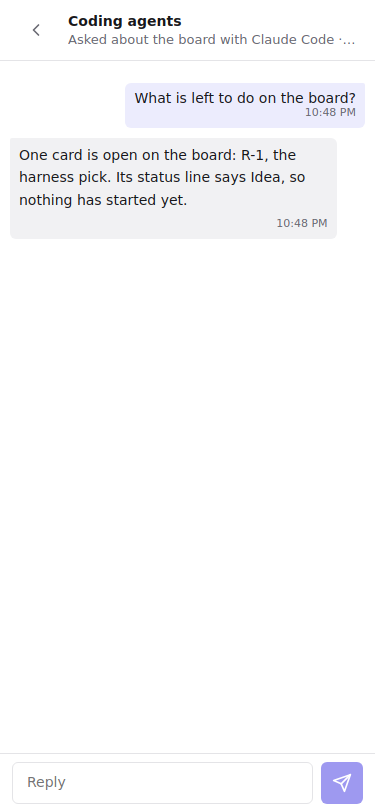 Coding agents
Asked about the board with Claude Code ·…
What is left to do on the board?
10:48 PM
One card is open on the board: R-1, the
harness pick. Its status line says Idea, so
nothing has started yet.
10:48 PM
Reply